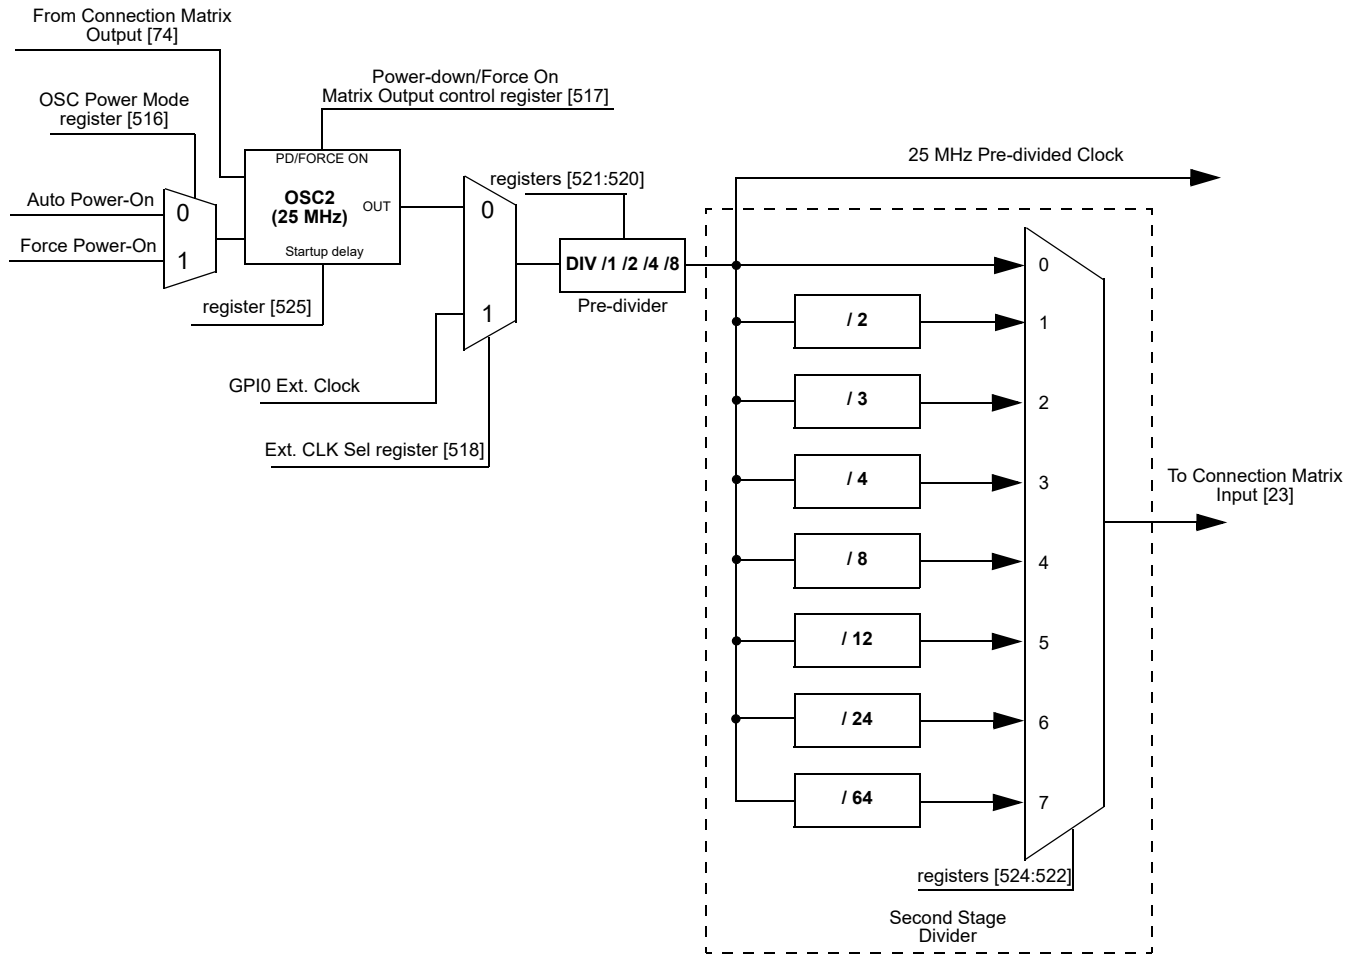 From Connection Matrix
Output [74]
Power-down/Force On
Matrix Output control register [517]
OSC Power Mode
register [516]
PD/FORCE ON
OSC2
(25 MHz)
OUT
Startup delay
Auto Power-On
0
Force Power-On
1
register [525]
0
1
GPI0 Ext. Clock
Ext. CLK Sel register [518]
registers [521:520]
DIV /1 /2 /4 /8
Pre-divider
25 MHz Pre-divided Clock
0
/ 2
1
/ 3
2
/ 4
3
/ 8
4
/ 12
5
/ 24
6
/ 64
7
To Connection Matrix
Input [23]
registers [524:522]
Second Stage
Divider